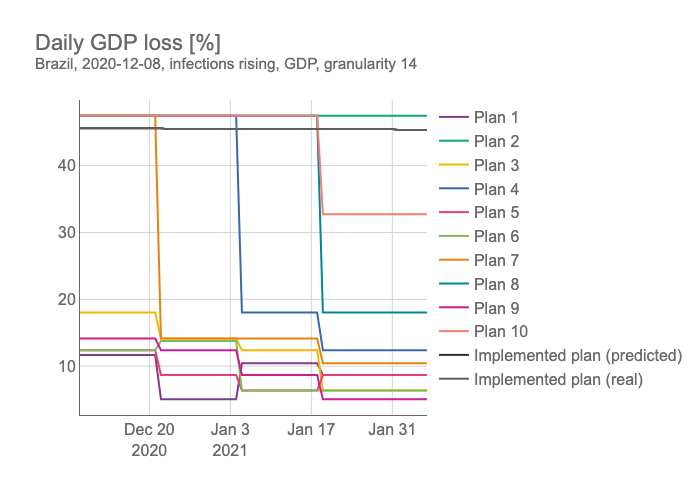 Daily GDP loss [%]
Brazil, 2020-12-08, infections rising, GDP, granularity 14
40
30
20
10
Dec 20
2020
Jan 3
2021
Jan 17
Jan 31
Plan 1
Plan 2
Plan 3
Plan 4
Plan 5
Plan 6
Plan 7
Plan 8
Plan 9
Plan 10
Implemented plan (predicted)
Implemented plan (real)